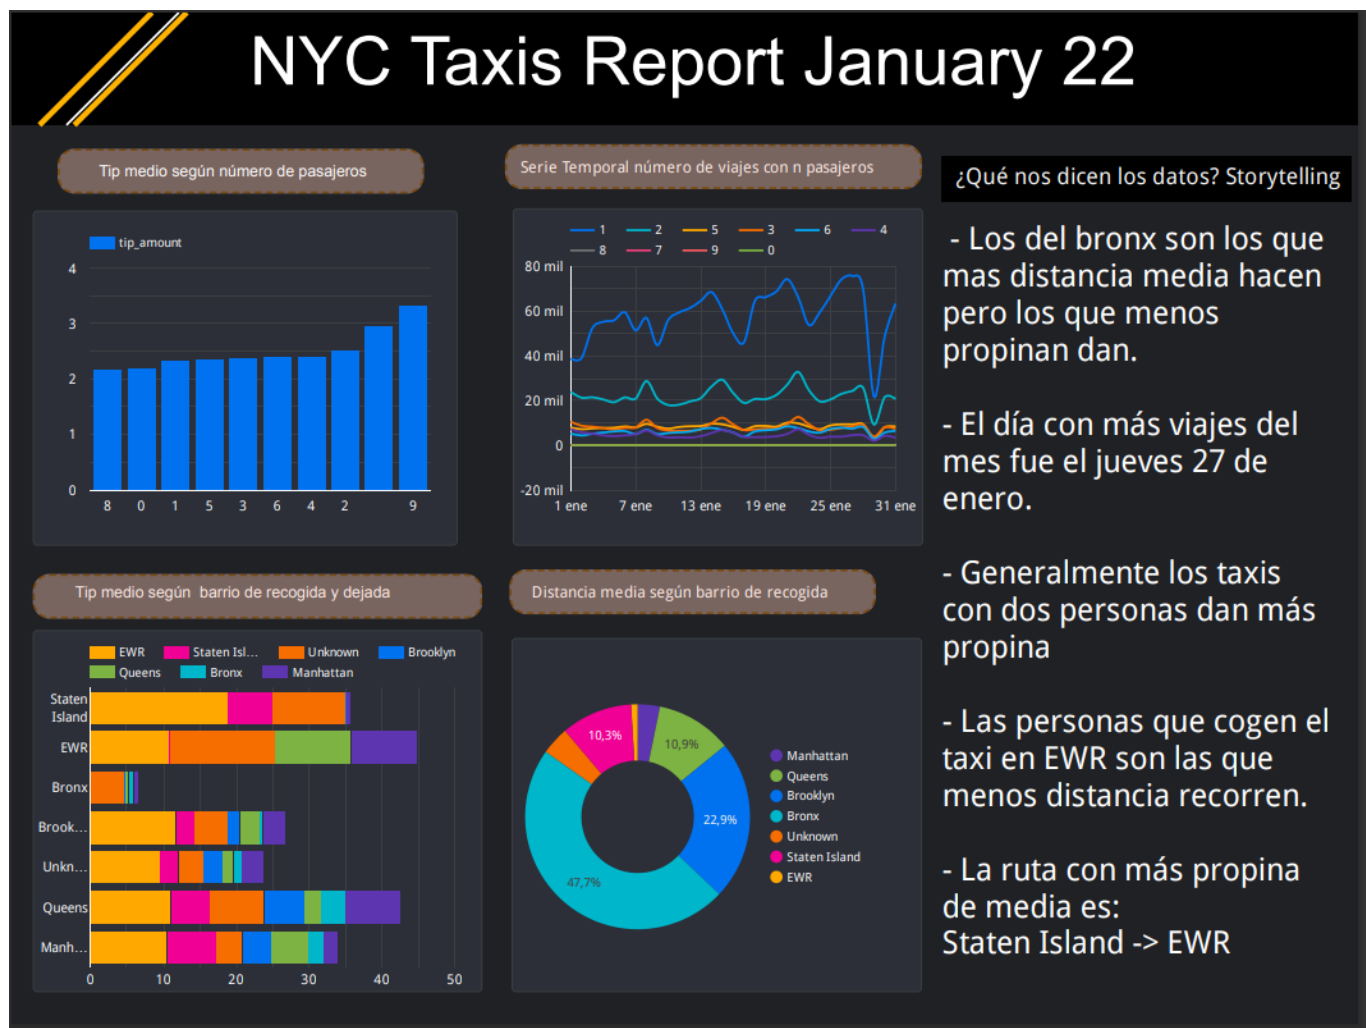 NYC Taxis Report January 22
Tip medio según número de pasajeros
tip_amount
4
3
2
1
0
8 0 1 5 3 6 4 2 9
Serie Temporal número de viajes con n pasajeros
1 2 5 3 6 4
8 7 9 0
80 mil
60 mil
40 mil
20 mil
0
-20 mil
1 ene 7 ene 13 ene 19 ene 25 ene 31 ene
Tip medio según barrio de recogida y dejada
EWR Staten Isl... Unknown Brooklyn
Queens Bronx Manhattan
Staten
Island
EWR
Bronx
Brook...
Unkn...
Queens
Manh...
0 10 20 30 40 50
Distancia media según barrio de recogida
10,3%
10,9%
22,9%
47,7%
Manhattan
Queens
Brooklyn
Bronx
Unknown
Staten Island
EWR
¿Qué nos dicen los datos? Storytelling
- Los del bronx son los que
mas distancia media hacen
pero los que menos
propinan dan.
- El día con más viajes del
mes fue el jueves 27 de
enero.
- Generalmente los taxis
con dos personas dan más
propina
- Las personas que cogen el
taxi en EWR son las que
menos distancia recorren.
- La ruta con más propina
de media es:
Staten Island -> EWR